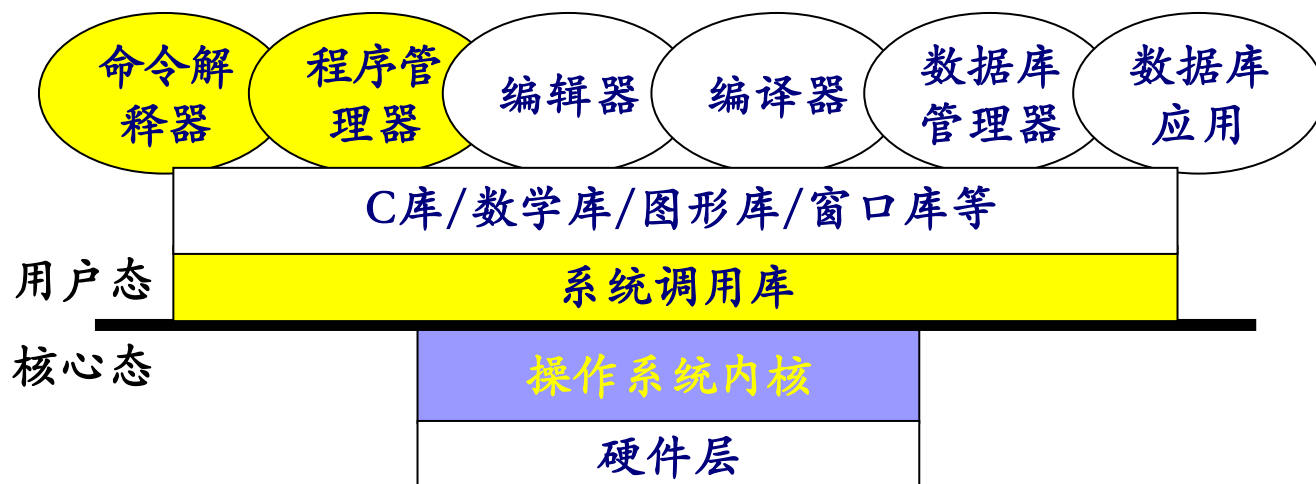 命令解
释器
程序管
理器
编辑器
编译器
数据库
管理器
数据库
应用
C库/数学库/图形库/窗口库等
用户态
系统调用库
核心态
操作系统内核
硬件层